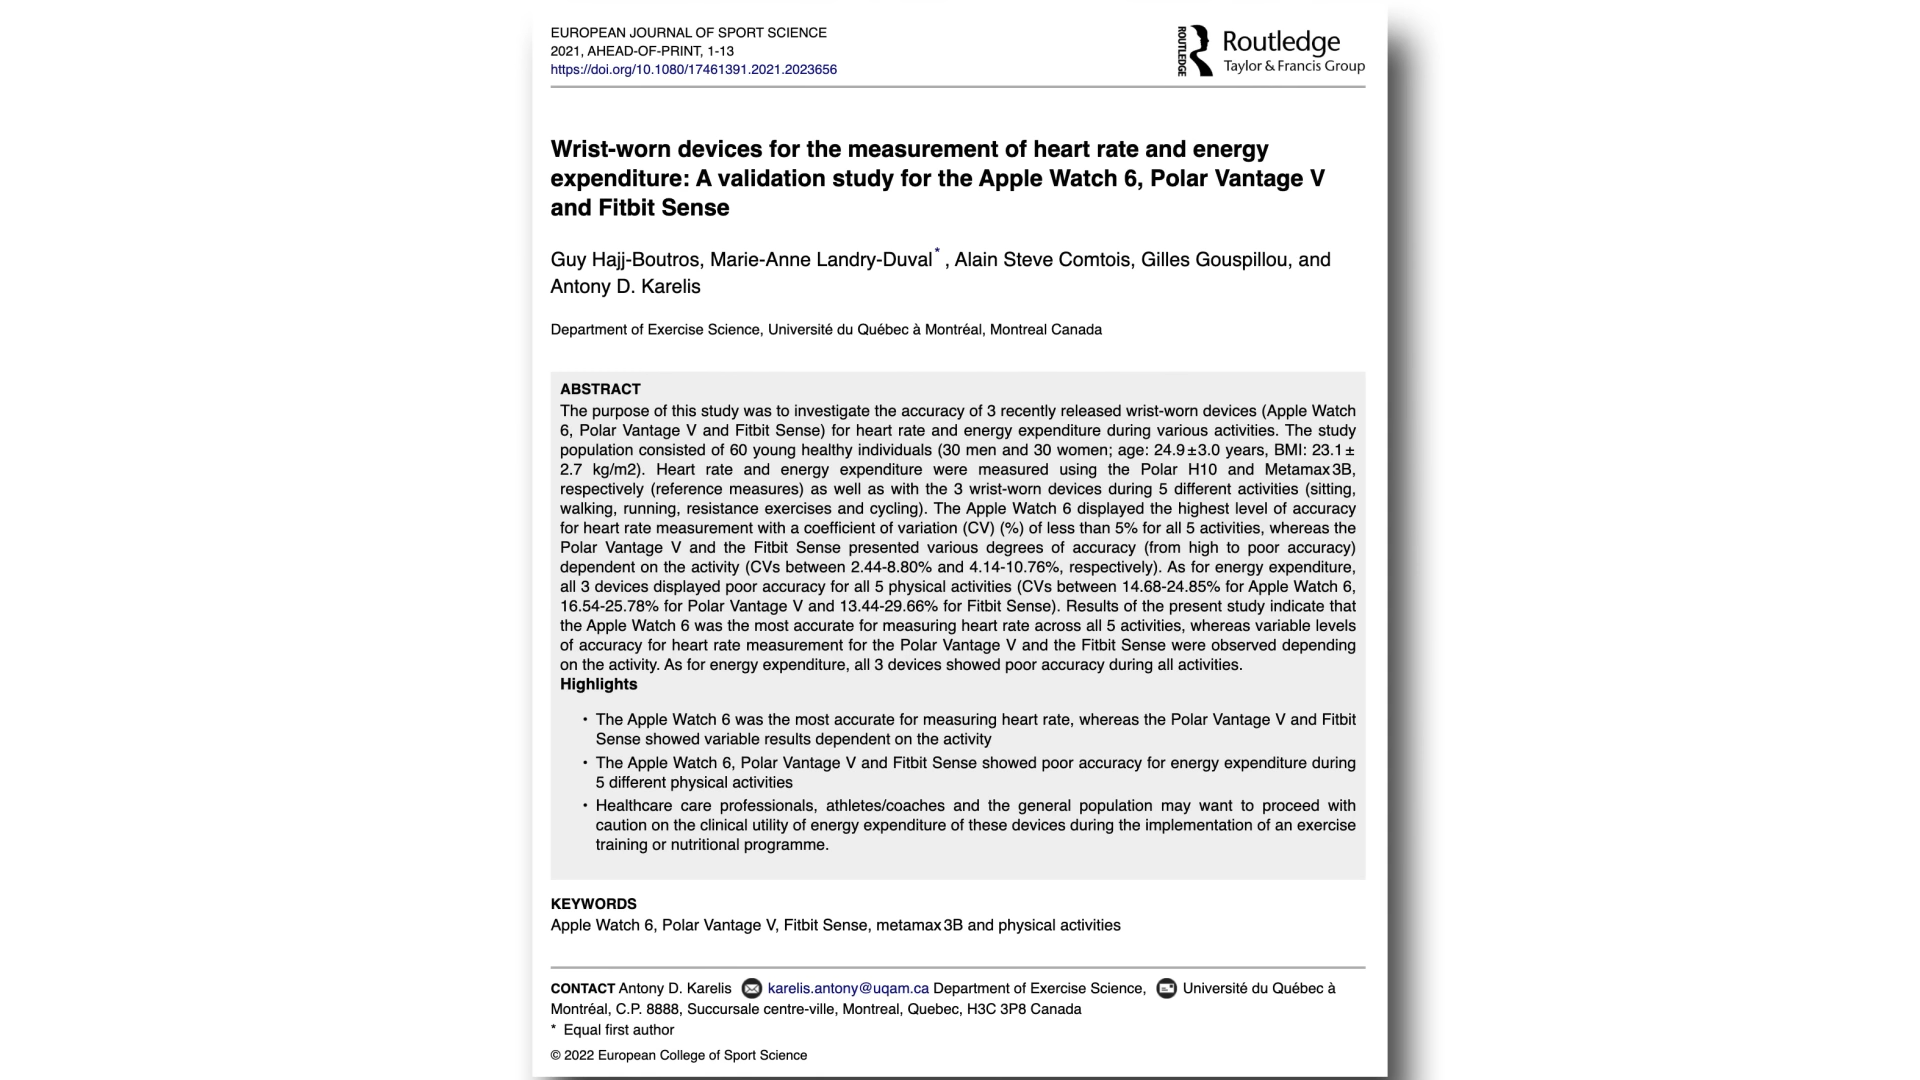 EUROPEAN JOURNAL OF SPORT SCIENCE
2021, AHEAD-OF-PRINT, 1-13
https://doi.org/10.1080/17461391.2021.2023656
ROUTLEDGE
Routledge
Taylor & Francis Group
Wrist-worn devices for the measurement of heart rate and energy
expenditure: A validation study for the Apple Watch 6, Polar Vantage V
and Fitbit Sense
Guy Hajj-Boutros, Marie-Anne Landry-Duval* , Alain Steve Comtois, Gilles Gouspillou, and
Antony D. Karelis
Department of Exercise Science, Université du Québec à Montréal, Montreal Canada
ABSTRACT
The purpose of this study was to investigate the accuracy of 3 recently released wrist-worn devices (Apple Watch
6, Polar Vantage V and Fitbit Sense) for heart rate and energy expenditure during various activities. The study
population consisted of 60 young healthy individuals (30 men and 30 women; age: 24.9±3.0 years, BMI: 23.1±
2.7 kg/m2). Heart rate and energy expenditure were measured using the Polar H10 and Metamax3B,
respectively (reference measures) as well as with the 3 wrist-worn devices during 5 different activities (sitting,
walking, running, resistance exercises and cycling). The Apple Watch 6 displayed the highest level of accuracy
for heart rate measurement with a coefficient of variation (CV) (%) of less than 5% for all 5 activities, whereas the
Polar Vantage V and the Fitbit Sense presented various degrees of accuracy (from high to poor accuracy)
dependent on the activity (CVs between 2.44-8.80% and 4.14-10.76%, respectively). As for energy expenditure,
all 3 devices displayed poor accuracy for all 5 physical activities (CVs between 14.68-24.85% for Apple Watch 6,
16.54-25.78% for Polar Vantage V and 13.44-29.66% for Fitbit Sense). Results of the present study indicate that
the Apple Watch 6 was the most accurate for measuring heart rate across all 5 activities, whereas variable levels
of accuracy for heart rate measurement for the Polar Vantage V and the Fitbit Sense were observed depending
on the activity. As for energy expenditure, all 3 devices showed poor accuracy during all activities.
Highlights
• The Apple Watch 6 was the most accurate for measuring heart rate, whereas the Polar Vantage V and Fitbit
Sense showed variable results dependent on the activity
• The Apple Watch 6, Polar Vantage V and Fitbit Sense showed poor accuracy for energy expenditure during
5 different physical activities
• Healthcare care professionals, athletes/coaches and the general population may want to proceed with
caution on the clinical utility of energy expenditure of these devices during the implementation of an exercise
training or nutritional programme.
KEYWORDS
Apple Watch 6, Polar Vantage V, Fitbit Sense, metamax3B and physical activities
CONTACT Antony D. Karelis karelis.antony@uqam.ca Department of Exercise Science, Université du Québec à
Montréal, C.P. 8888, Succursale centre-ville, Montreal, Quebec, H3C 3P8 Canada
* Equal first author
© 2022 European College of Sport Science